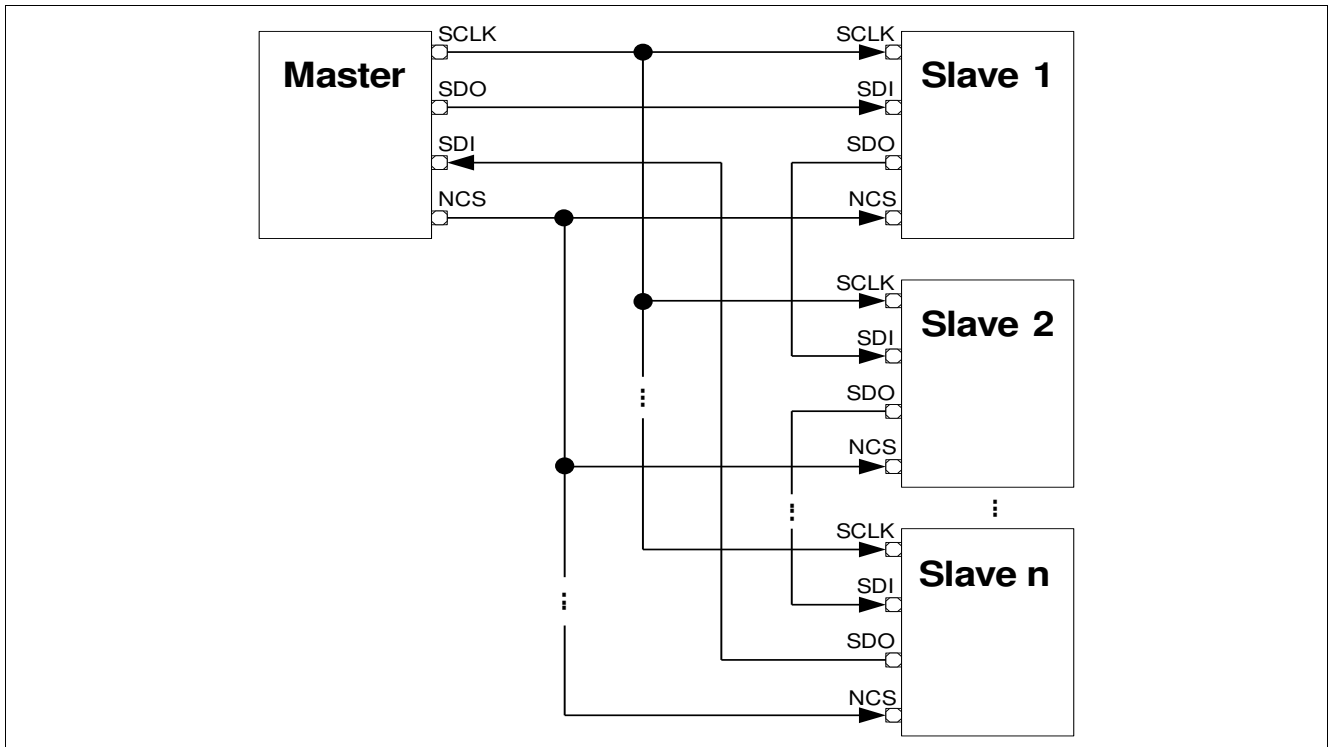 Master
SCLK
SDO
SDI
NCS
SCLK
SDI
SDO
NCS
Slave 1
SCLK
SDI
SDO
NCS
Slave 2
...
...
...
...
SCLK
SDI
SDO
NCS
Slave n